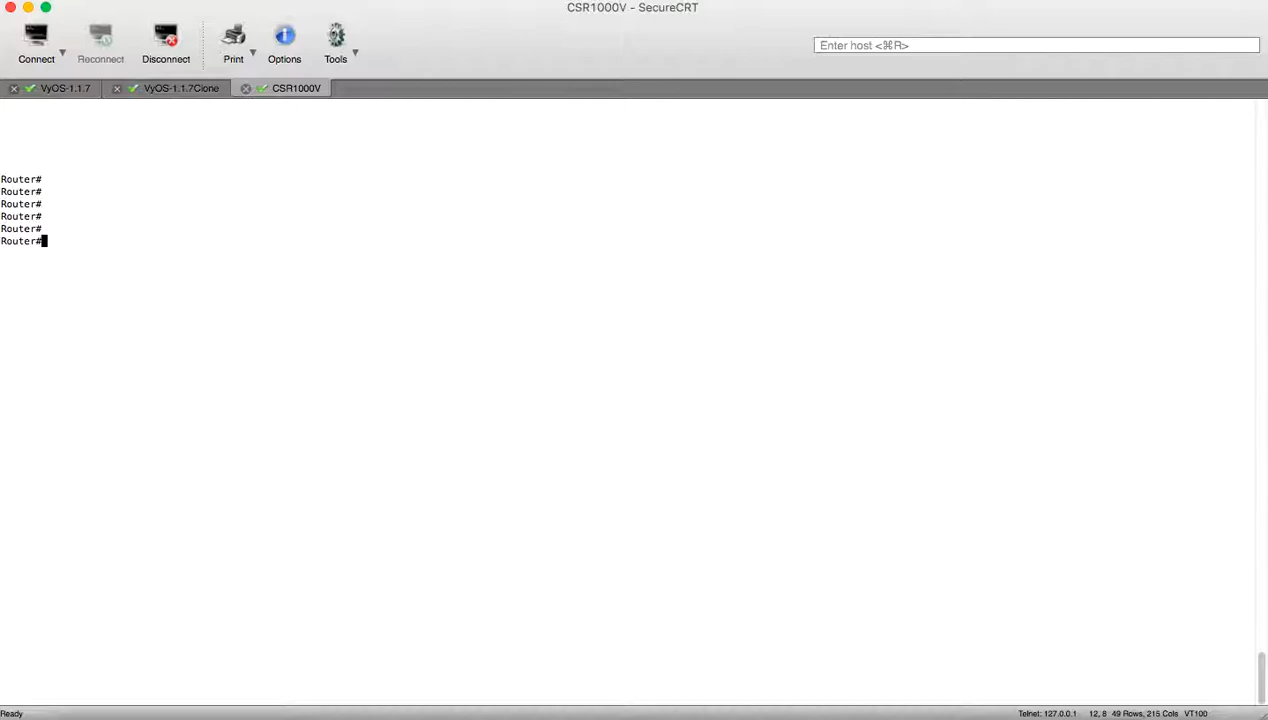 CSR1000V - SecureCRT
Connect Reconnect Disconnect Print Options Tools
Enter host <⌘R>
VyOS-1.1.7 VyOS-1.1.7Clone CSR1000V
Router#
Router#
Router#
Router#
Router#
Router#
Ready Telnet: 127.0.0.1 12, 8 49 Rows, 215 Cols VT100